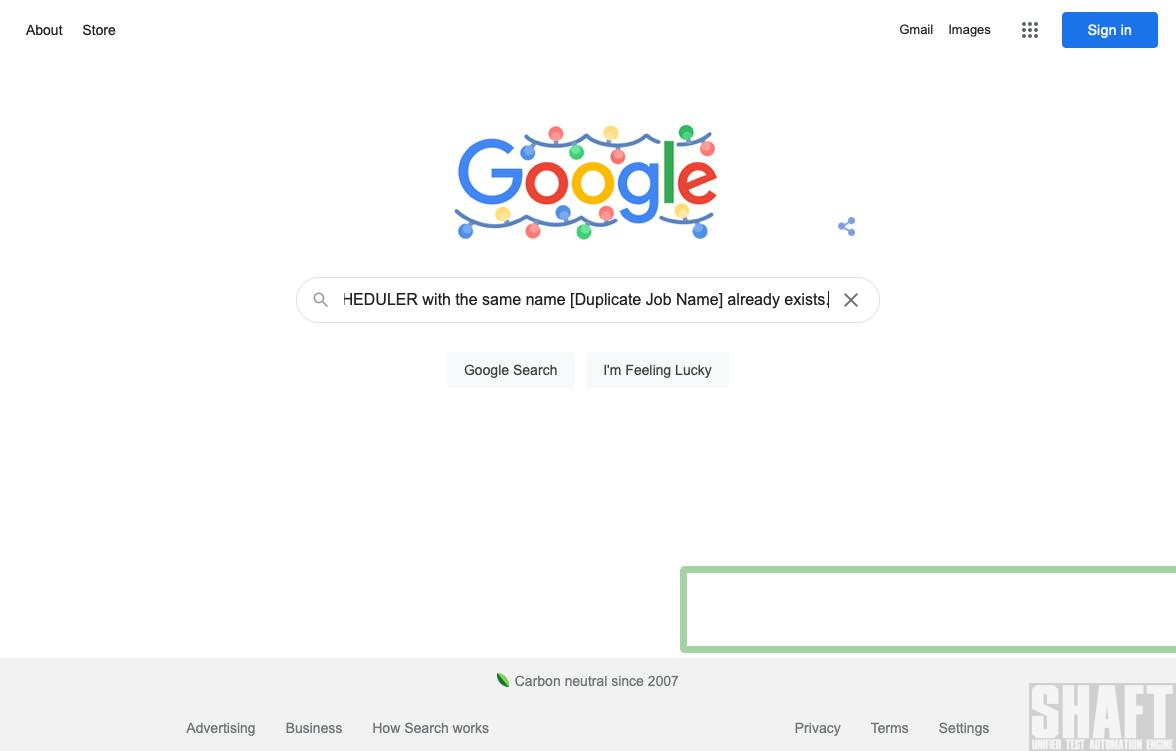 About Store Gmail Images Sign in
Google
HEDULER with the same name [Duplicate Job Name] already exists.
Google Search I'm Feeling Lucky
Carbon neutral since 2007
Advertising Business How Search works Privacy Terms Settings
SHAFT
UNIFIED TEST AUTOMATION ENGINE